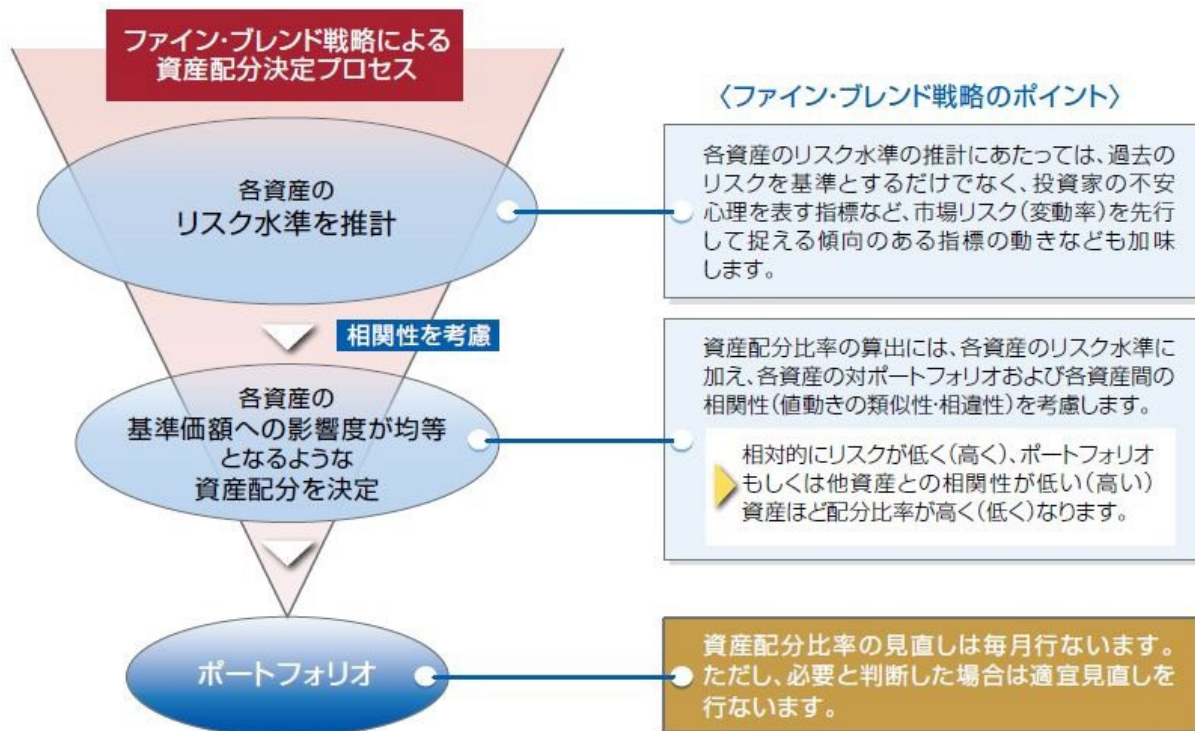 ファイン・ブレンド戦略による
資産配分決定プロセス
各資産の
リスク水準を推計
相関性を考慮
各資産の
基準価額への影響度が均等
となるような
資産配分を決定
ポートフォリオ
〈ファイン・ブレンド戦略のポイント〉
各資産のリスク水準の推計にあたっては、過去の
リスクを基準とするだけでなく、投資家の不安
心理を表す指標など、市場リスク(変動率)を先行
して捉える傾向のある指標の動きなども加味
します。
資産配分比率の算出には、各資産のリスク水準に
加え、各資産の対ポートフォリオおよび各資産間の
相関性(値動きの類似性・相違性)を考慮します。
相対的にリスクが低く(高く)、ポートフォリオ
もしくは他資産との相関性が低い(高い)
資産ほど配分比率が高く(低く)なります。
資産配分比率の見直しは毎月行ないます。
ただし、必要と判断した場合は適宜見直しを
行ないます。